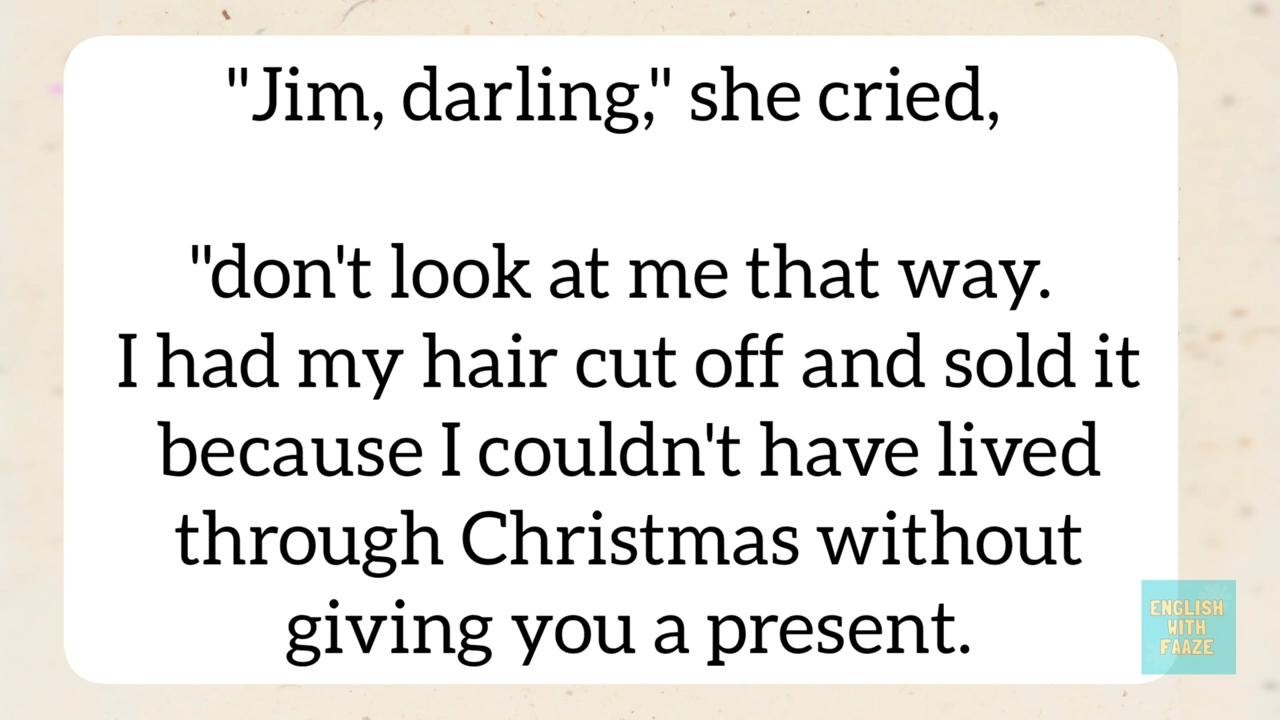 "Jim, darling," she cried,
"don't look at me that way.
I had my hair cut off and sold it
because I couldn't have lived
through Christmas without
giving you a present.
ENGLISH
WITH
FAAZE